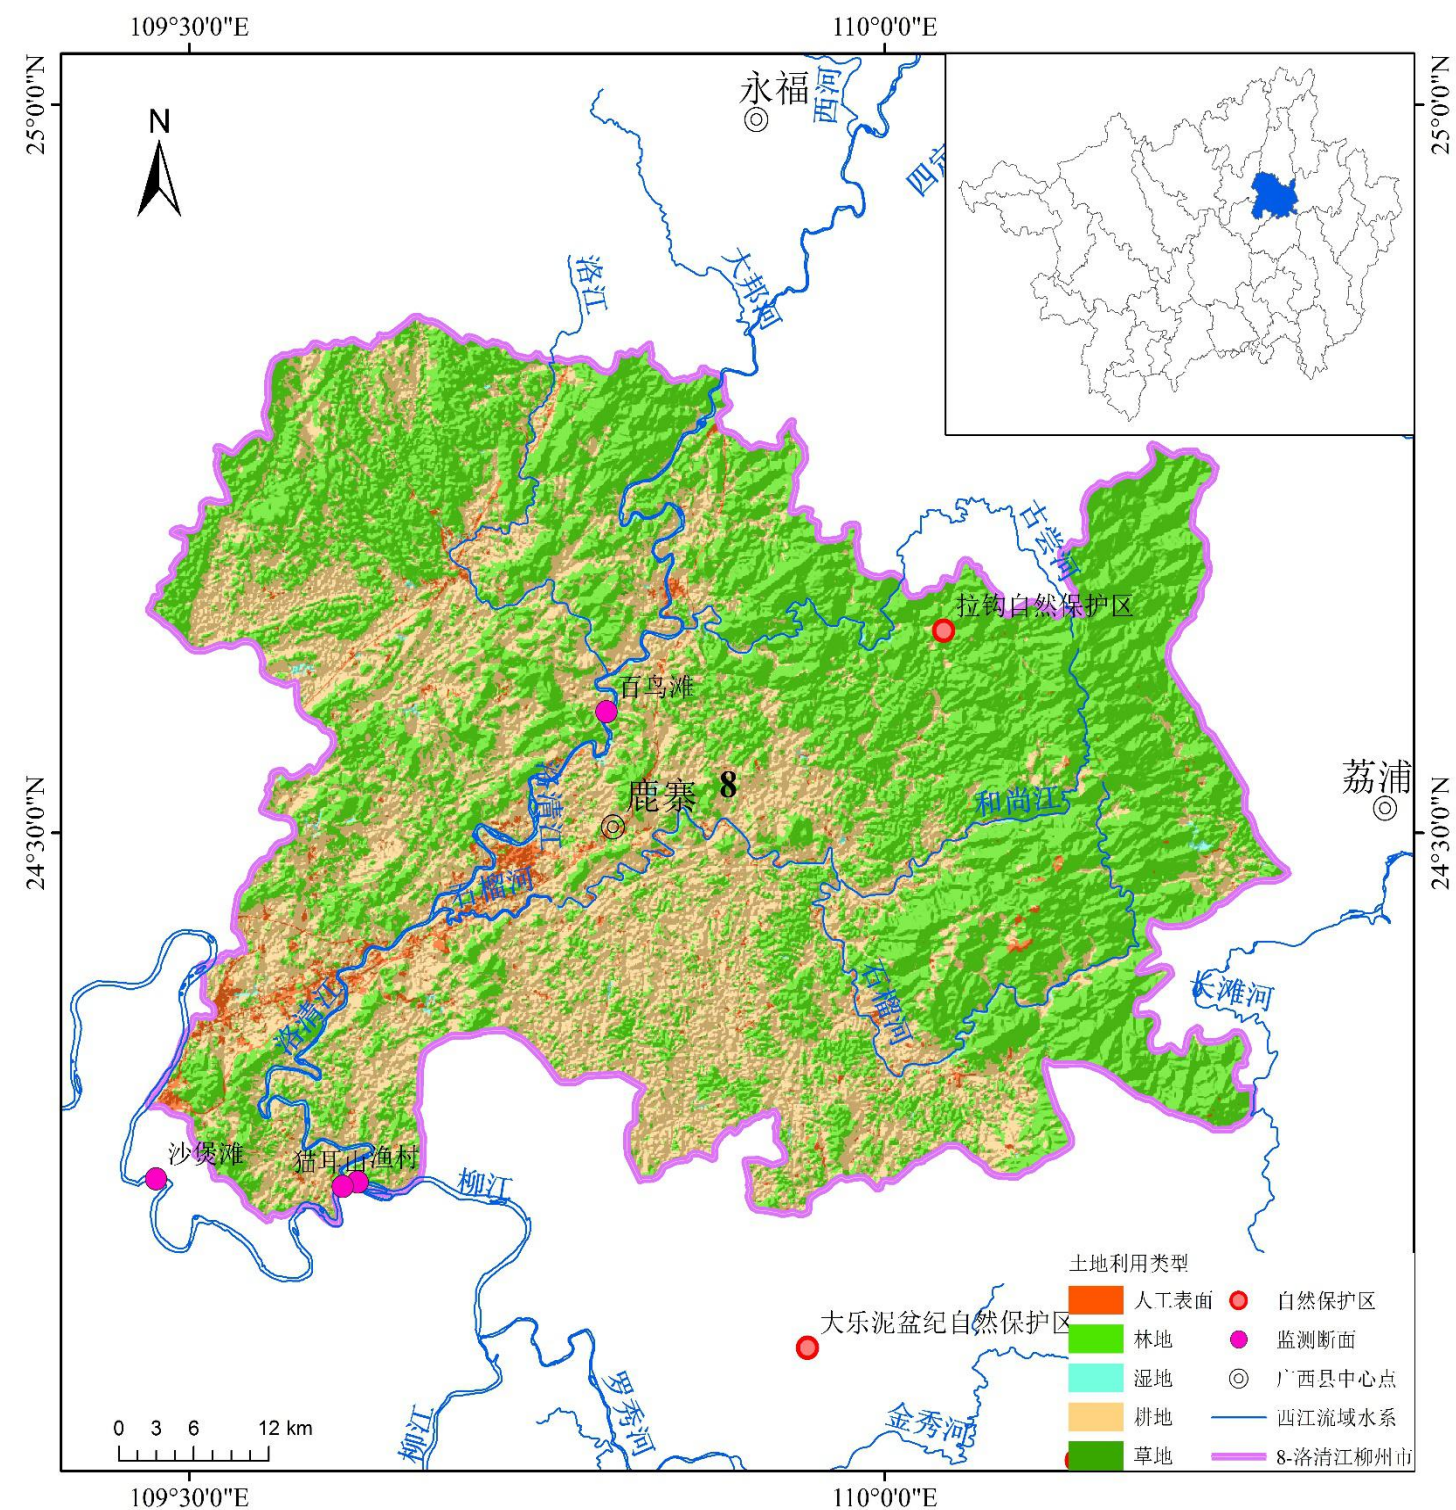 109°30'0"E
110°0'0"E
25°0'0"N
25°0'0"N
N
永福
西河
四定
洛江
大邦河
古尝河
拉钩自然保护区
百鸟滩
洛清江
鹿寨
8
和尚江
荔浦
24°30'0"N
24°30'0"N
石榴河
石榴河
洛清江
长滩河
沙煲滩
猫耳山
渔村
柳江
大乐泥盆纪自然保护区
罗秀河
柳江
金秀河
土地利用类型
人工表面
自然保护区
林地
监测断面
湿地
广西县中心点
耕地
西江流域水系
草地
8-洛清江柳州市
0 3 6 12 km
109°30'0"E
110°0'0"E